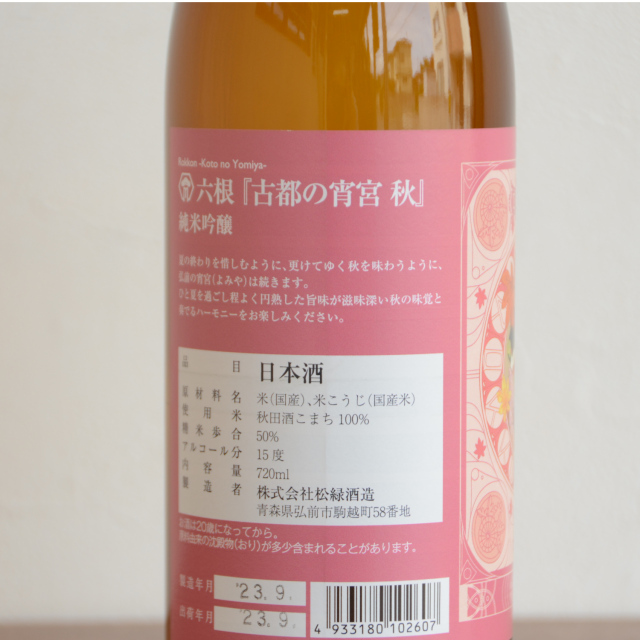 Rokkon -Koto no Yomiya-
六根『古都の宵宮 秋』
純米吟醸
夏の終わりを惜しむように、更けてゆく秋を味わうように、
弘前の宵宮(よみや)は続きます。
ひと夏を過ごし程よく円熟した旨味が滋味深い秋の味覚と
奏でるハーモニーをお楽しみください。
品目 日本酒
原材料名 米(国産)、米こうじ(国産米)
使用米 秋田酒こまち100%
精米歩合 50%
アルコール分 15度
内容量 720ml
製造者 株式会社松緑酒造
青森県弘前市駒越町58番地
お酒は20歳になってから。
原料由来の沈殿物(おり)が多少含まれることがあります。
製造年月 23.9.
出荷年月 23.9.
4 933180 102607